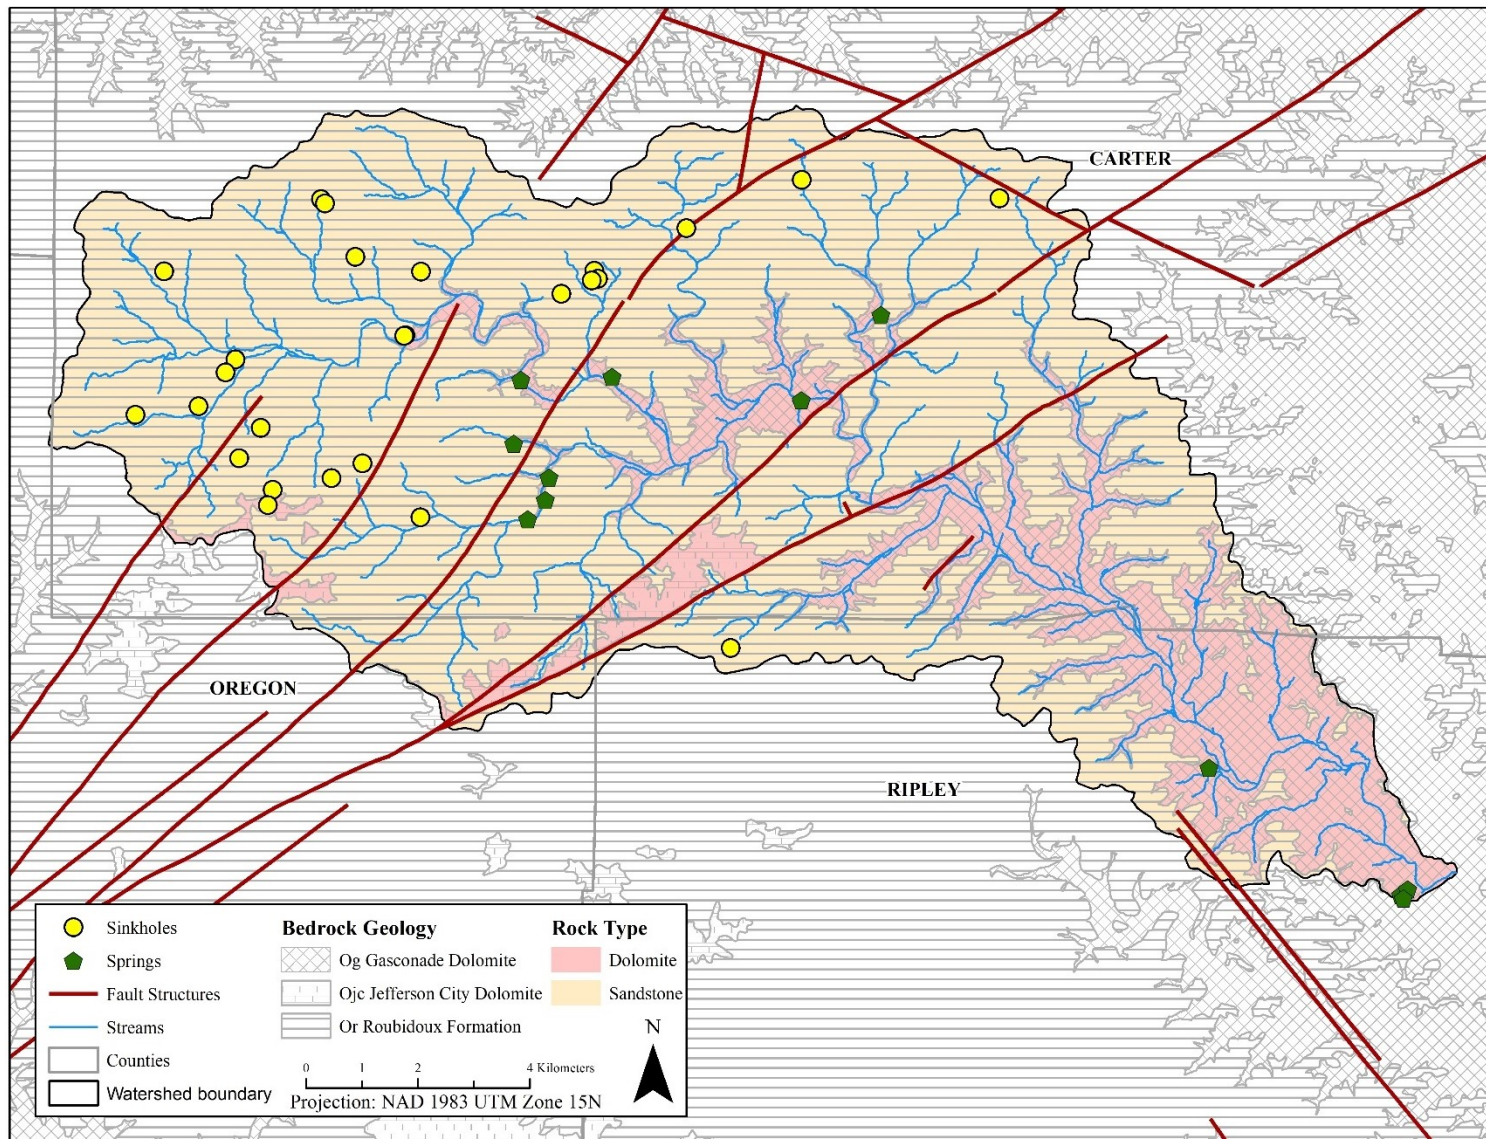 CARTER
OREGON
RIPLEY
Sinkholes
Springs
Fault Structures
Streams
Counties
Watershed boundary
Bedrock Geology
Og Gasconade Dolomite
Ojc Jefferson City Dolomite
Or Roubidoux Formation
0 1 2 4 Kilometers
Projection: NAD 1983 UTM Zone 15N
Rock Type
Dolomite
Sandstone
N